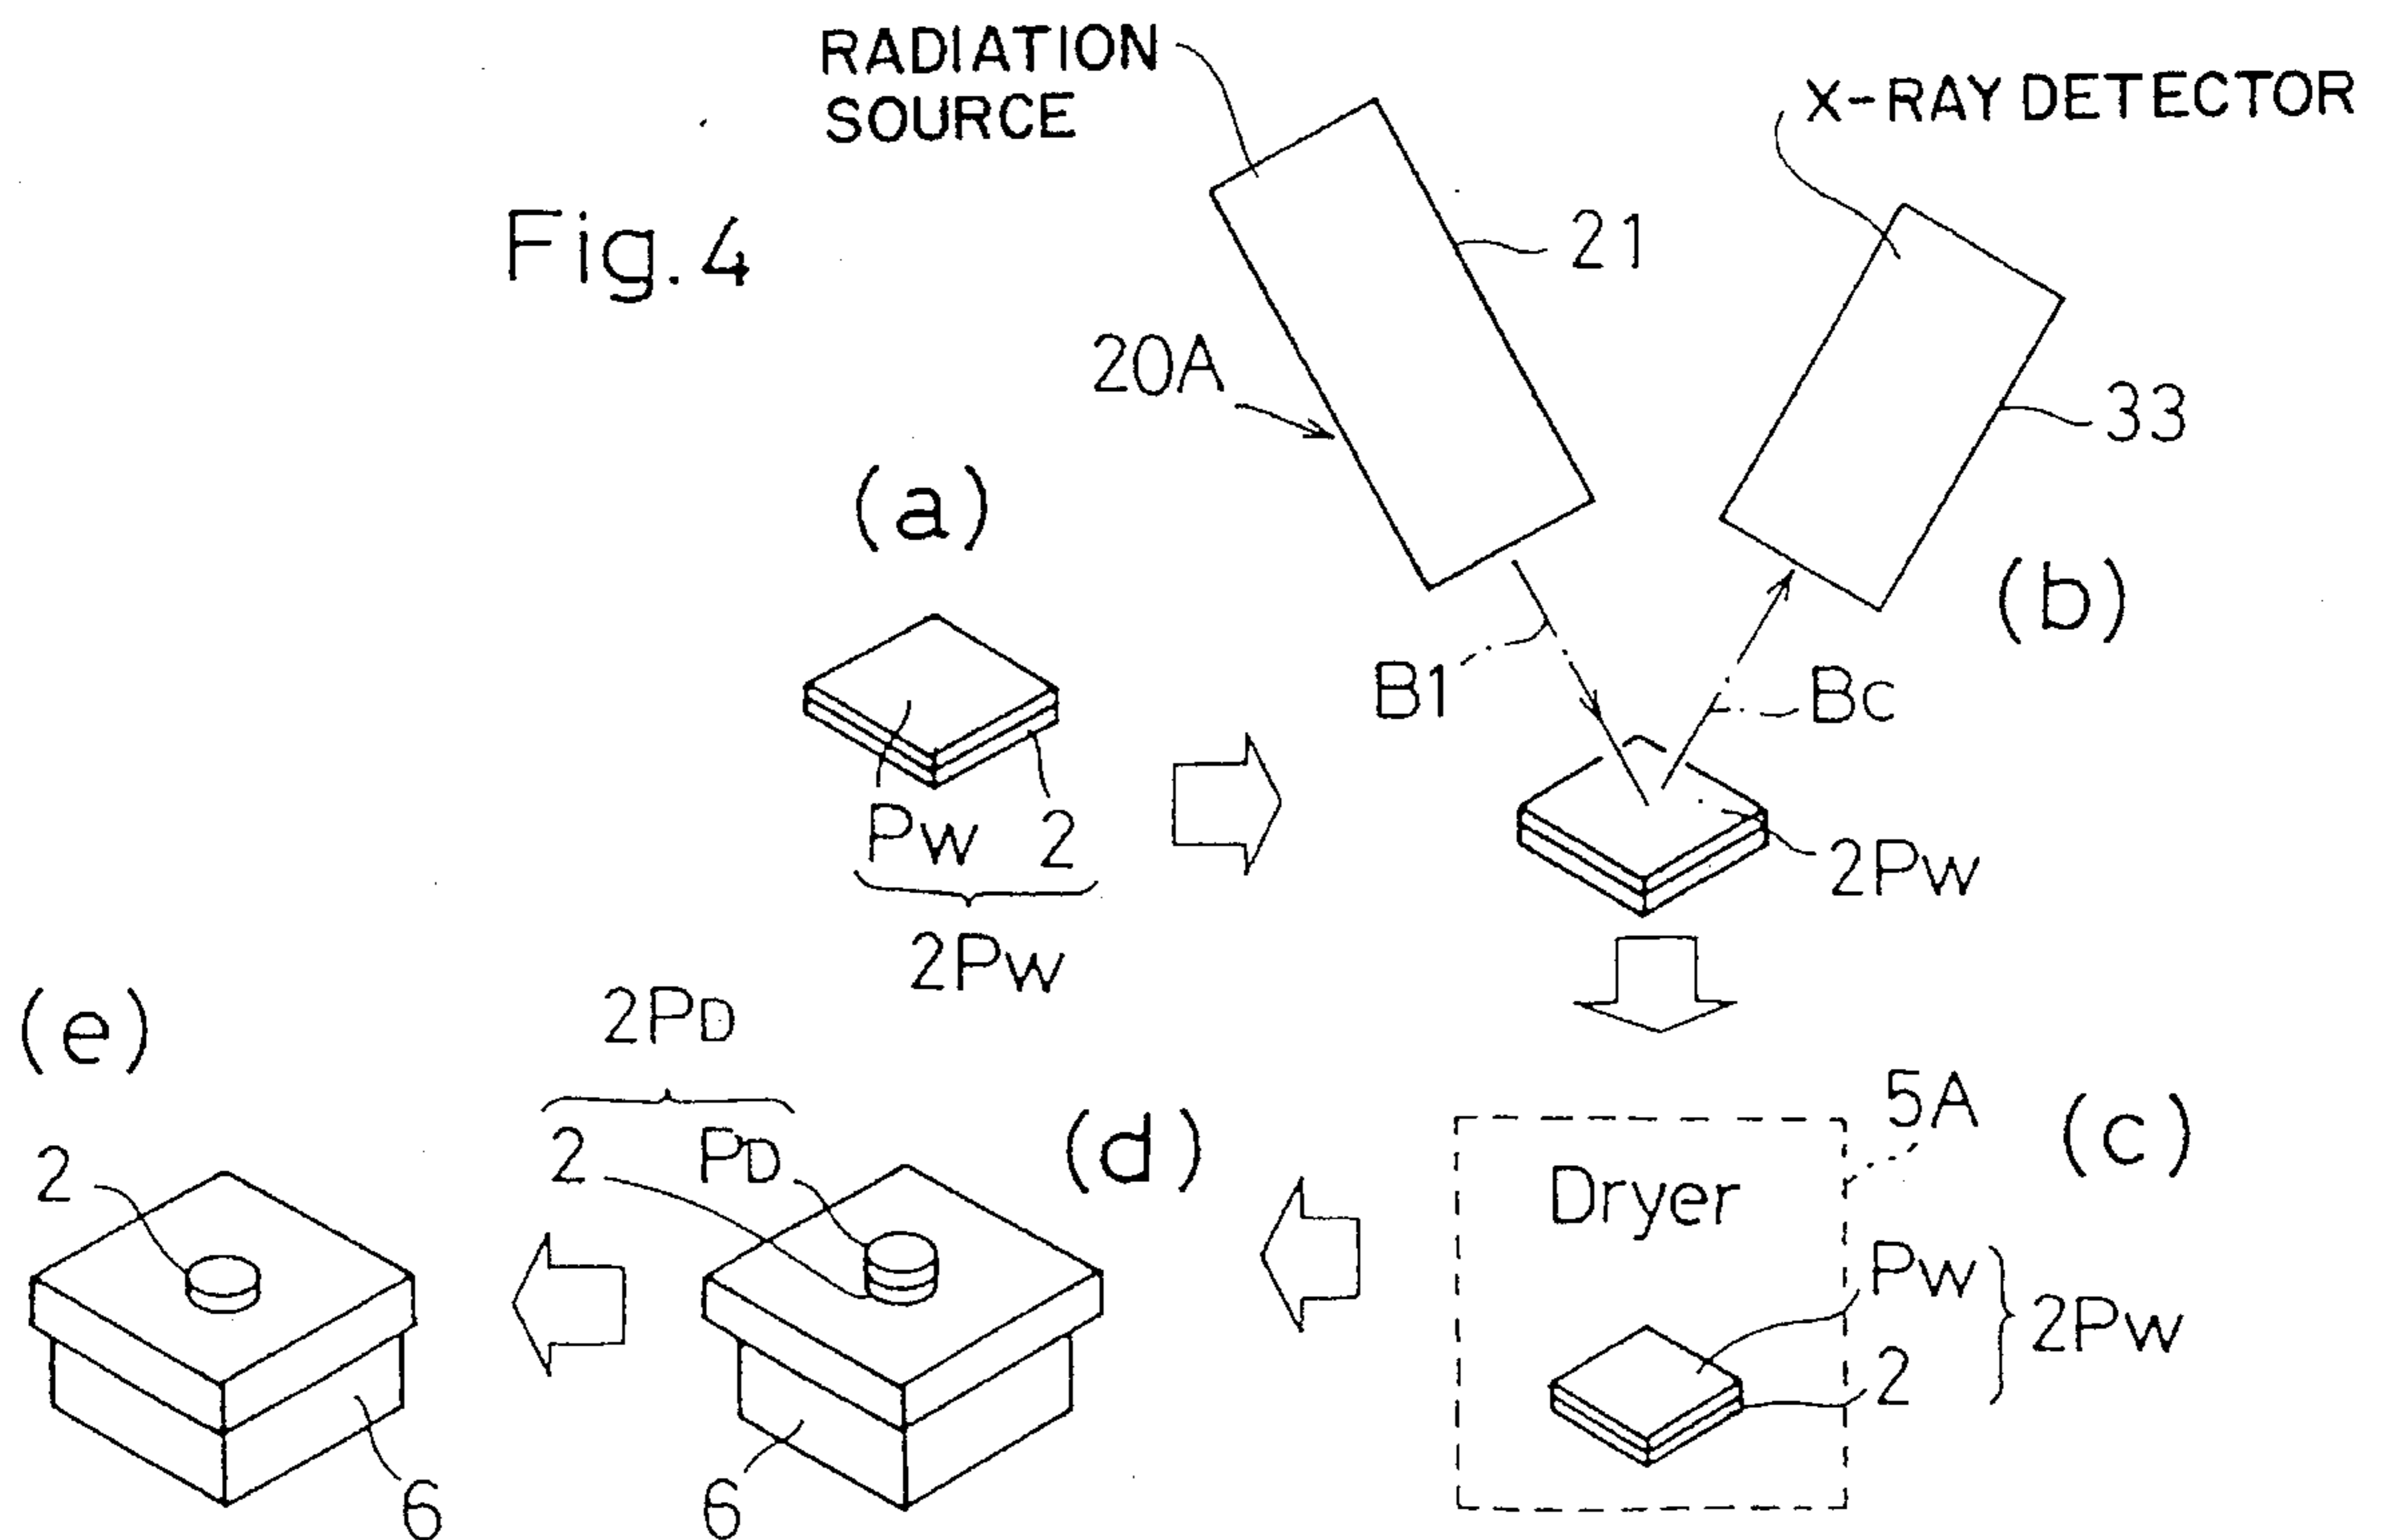 RADIATION
SOURCE
X-RAY DETECTOR
Fig.4
21
20A
33
(a)
(b)
B1
Bc
Pw 2
2Pw
2Pw
(e)
2PD
2 PD
(d)
5A
(c)
Dryer
2
Pw
2
2Pw
6
6